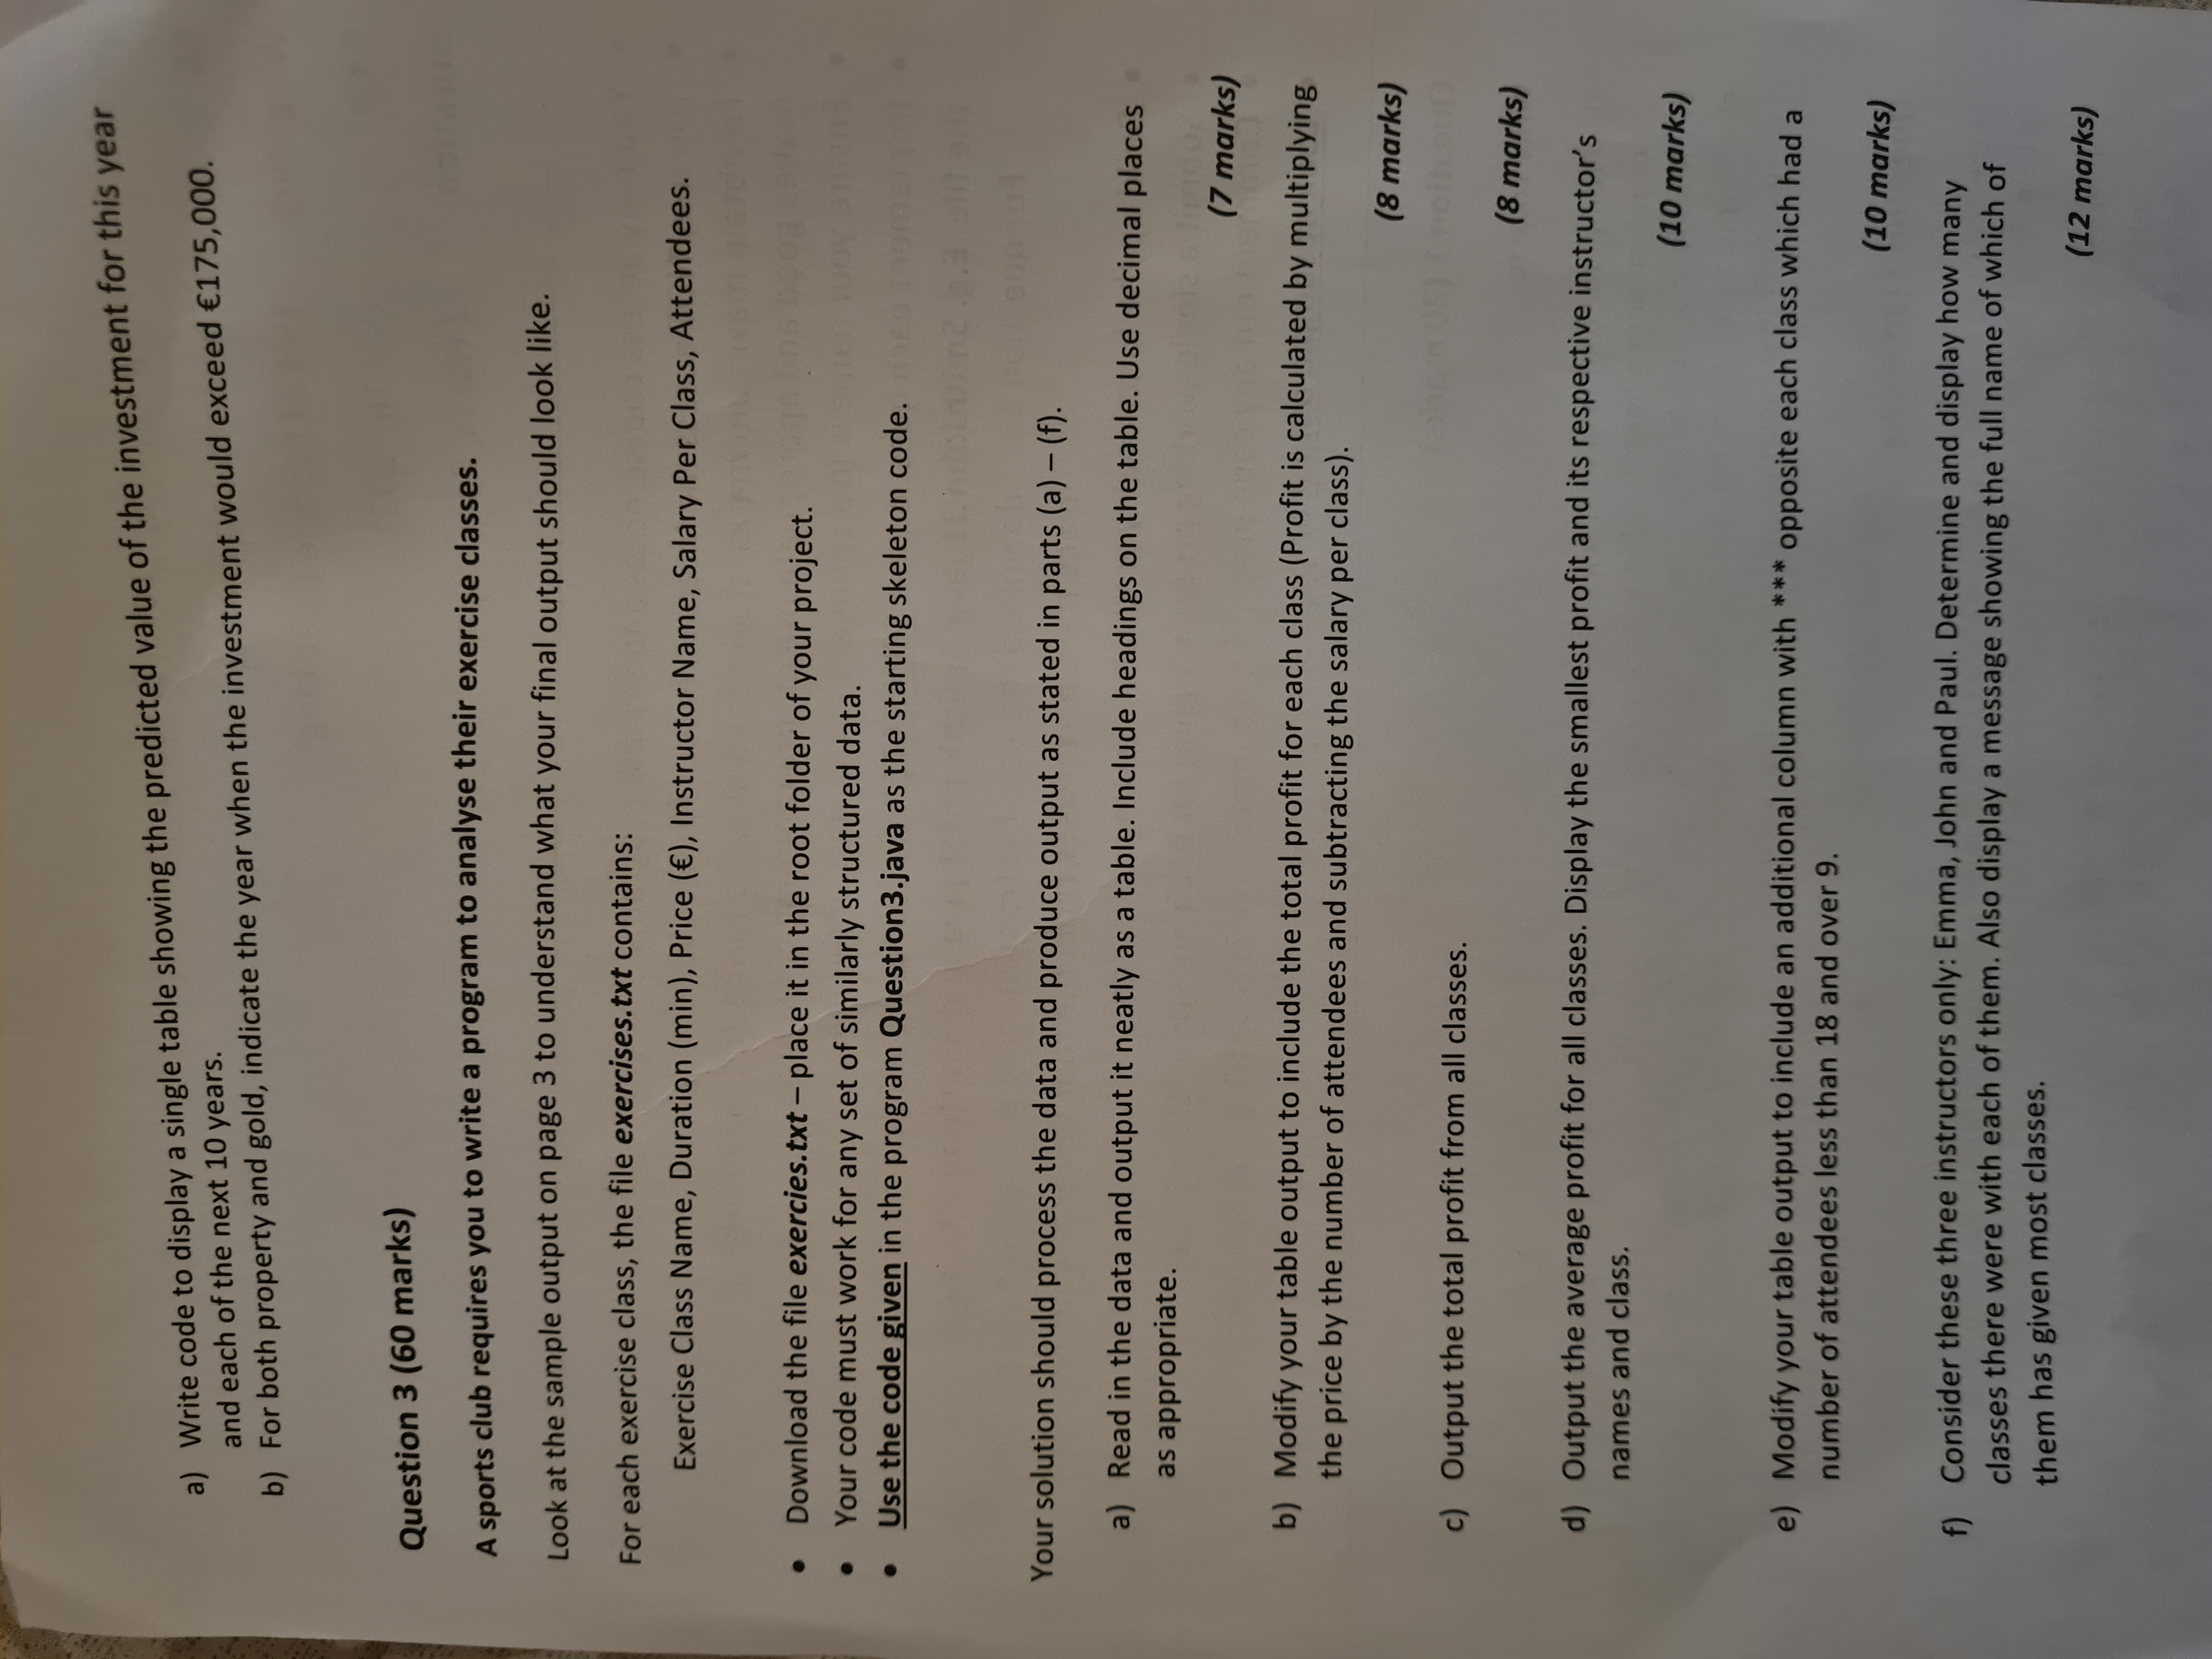 a) Write code to display a single table showing the predicted value of the investment for this year
and each of the next 10 years.
b) For both property and gold, indicate the year when the investment would exceed €175,000.
Question 3 (60 marks)
A sports club requires you to write a program to analyse their exercise classes.
Look at the sample output on page 3 to understand what your final output should look like.
For each exercise class, the file exercises.txt contains:
Exercise Class Name, Duration (min), Price (€), Instructor Name, Salary Per Class, Attendees.
• Download the file exercies.txt – place it in the root folder of your project.
• Your code must work for any set of similarly structured data.
• Use the code given in the program Question3.java as the starting skeleton code.
Your solution should process the data and produce output as stated in parts (a) – (f).
a) Read in the data and output it neatly as a table. Include headings on the table. Use decimal places
as appropriate.
(7 marks)
b) Modify your table output to include the total profit for each class (Profit is calculated by multiplying
the price by the number of attendees and subtracting the salary per class).
(8 marks)
c) Output the total profit from all classes.
(8 marks)
d) Output the average profit for all classes. Display the smallest profit and its respective instructor's
names and class.
(10 marks)
e) Modify your table output to include an additional column with *** opposite each class which had a
number of attendees less than 18 and over 9.
(10 marks)
f) Consider these three instructors only: Emma, John and Paul. Determine and display how many
classes there were with each of them. Also display a message showing the full name of which of
them has given most classes.
(12 marks)